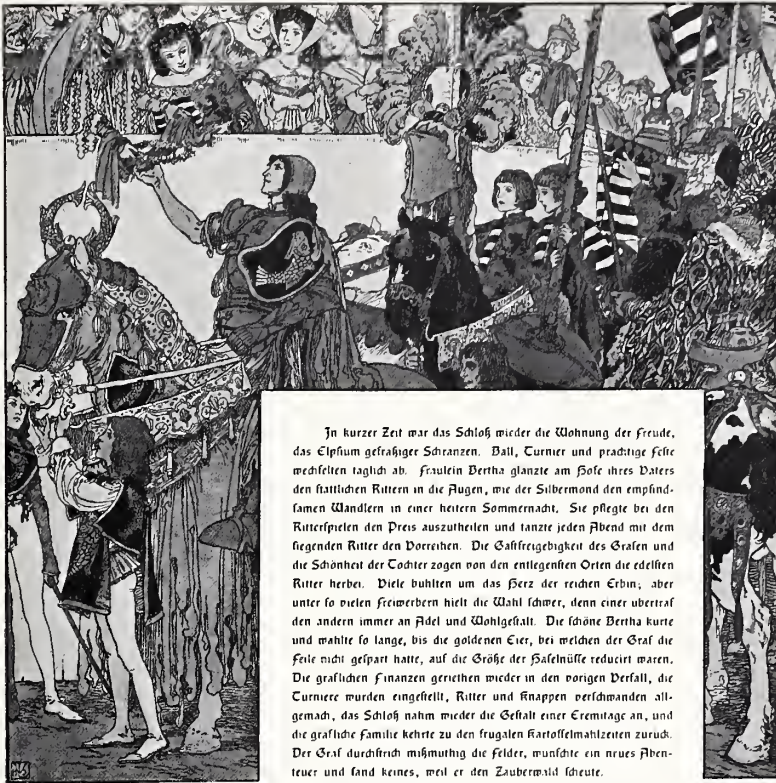 In kurzer Zeit war das Schloß wieder die Wohnung der Freude,
das Elysium gefräßiger Schranzen. Ball, Turnier und prächtige Feste
wechselten täglich ab. Fräulein Bertha glänzte am Hofe ihres Vaters
den stattlichen Rittern in die Augen, wie der Silbermond den empfind-
samen Wandlern in einer heitern Sommernacht. Sie pflegte bei den
Ritterspielen den Preis auszutheilen und tanzte jeden Abend mit dem
siegenden Ritter den Vorreihen. Die Gastfreigebigkeit des Grafen und
die Schönheit der Tochter zogen von den entlegensten Orten die edelsten
Ritter herbei. Viele buhlten um das Herz der reichen Erbin; aber
unter so vielen Freiwerbern hielt die Wahl schwer, denn einer übertraf
den andern immer an Adel und Wohlgestalt. Die schöne Bertha kürte
und wählte so lange, bis die goldenen Eier, bei welchen der Graf die
Feile nicht gespart hatte, auf die Größe der Haselnüsse reducirt waren.
Die gräflichen Finanzen geriethen wieder in den vorigen Verfall, die
Turniere wurden eingestellt, Ritter und Knappen verschwanden all-
gemach, das Schloß nahm wieder die Gestalt einer Eremitage an, und
die gräfliche Familie kehrte zu den frugalen Kartoffelmahlzeiten zurück.
Der Graf durchstrich mißmuthig die Felder, wünschte ein neues Aben-
teuer und fand keines, weil er den Zauberwald scheute.